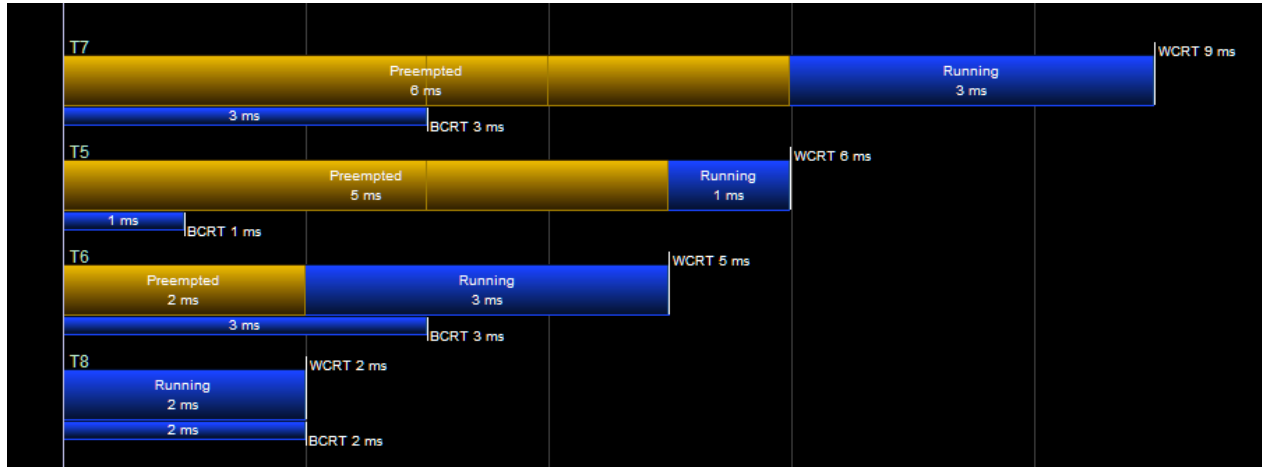 T7
WCRT 9 ms
Preempted
6 ms
Running
3 ms
3 ms
BCRT 3 ms
T5
WCRT 6 ms
Preempted
5 ms
Running
1 ms
1 ms
BCRT 1 ms
T6
WCRT 5 ms
Preempted
2 ms
Running
3 ms
3 ms
BCRT 3 ms
T8
WCRT 2 ms
Running
2 ms
2 ms
BCRT 2 ms